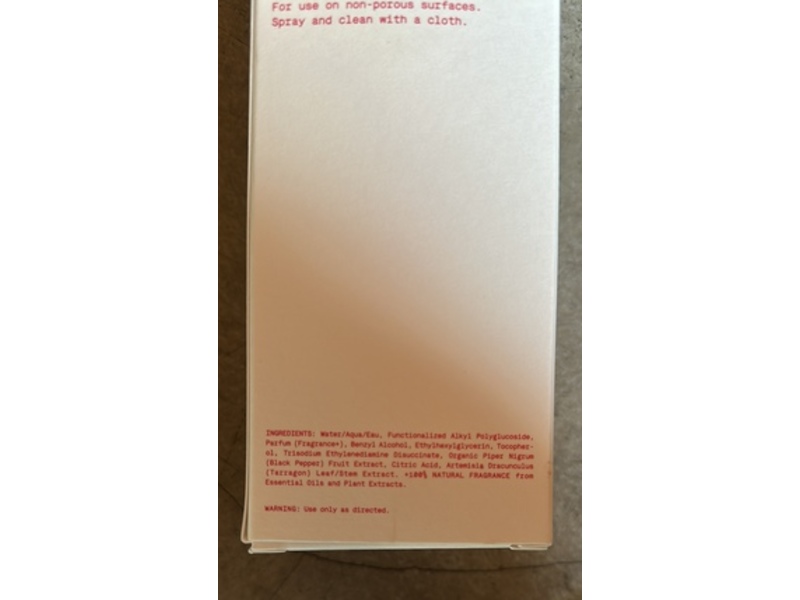 For use on non-porous surfaces.
Spray and clean with a cloth.
INGREDIENTS: Water/Aqua/Eau, Functionalized Alkyl Polyglucoside,
Parfum (Fragrance+), Benzyl Alcohol, Ethylhexylglycerin, Tocopher-
ol, Trisodium Ethylenediamine Disuccinate, Organic Piper Nigrum
(Black Pepper) Fruit Extract, Citric Acid, Artemisia Dracunculus
(Tarragon) Leaf/Stem Extract. +100% NATURAL FRAGRANCE from
Essential Oils and Plant Extracts.
WARNING: Use only as directed.